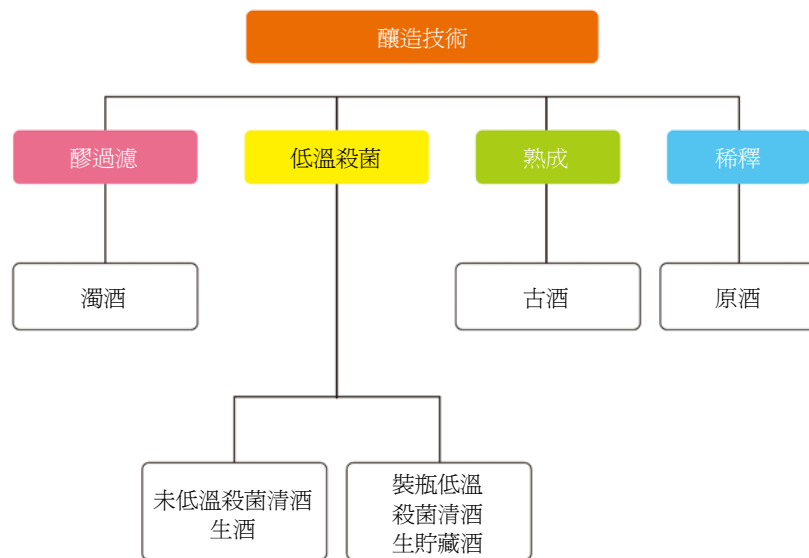 釀造技術
醪過濾
低溫殺菌
熟成
稀釋
濁酒
古酒
原酒
未低溫殺菌清酒
生酒
裝瓶低溫
殺菌清酒
生貯藏酒